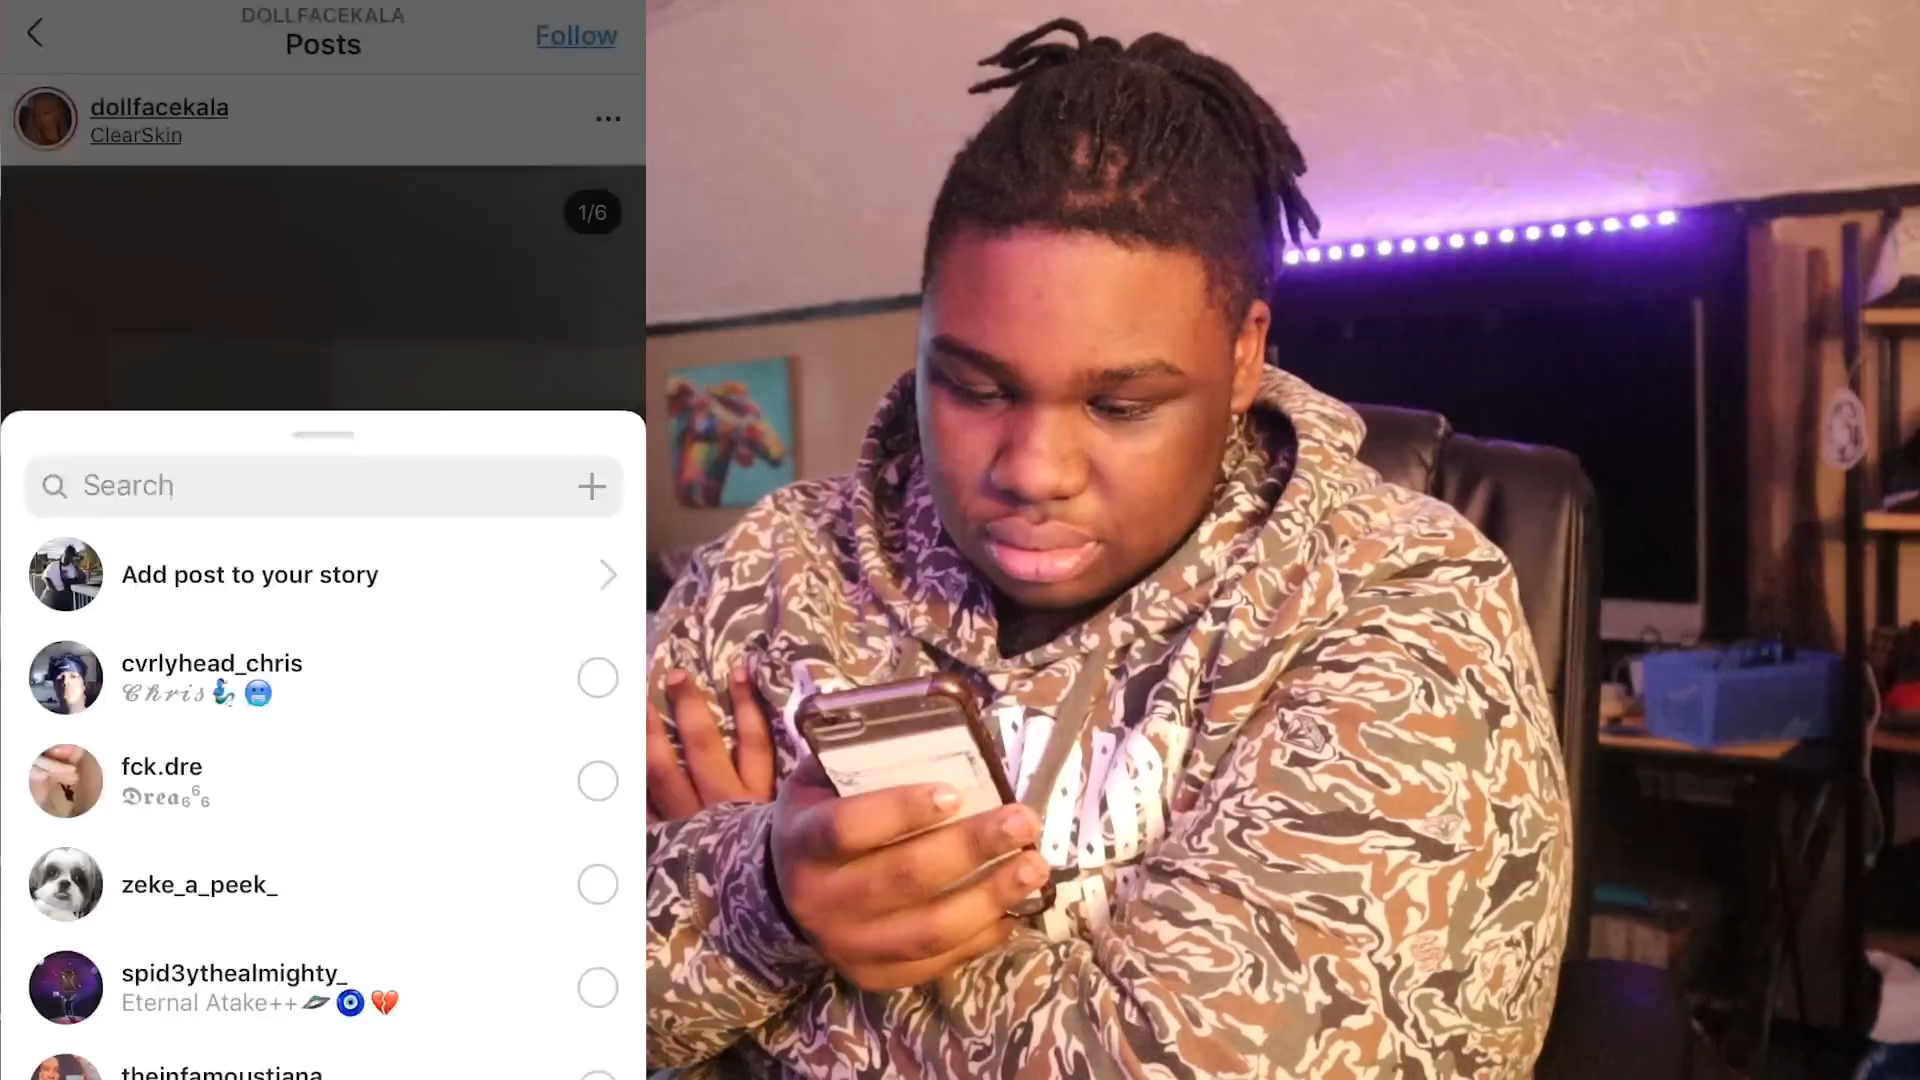 DOLLFACEKALA
Posts
Follow
dollfacekala
ClearSkin
1/6
Search
Add post to your story
cvrlyhead_chris
𝒞𝒽𝓇𝒾𝓈🧞‍♂️🥶
fck.dre
𝕯𝖗𝖊𝖆₆⁶₆
zeke_a_peek_
spid3ythealmighty_
Eternal Atake++🛸🧿💔
theinfamoustiana